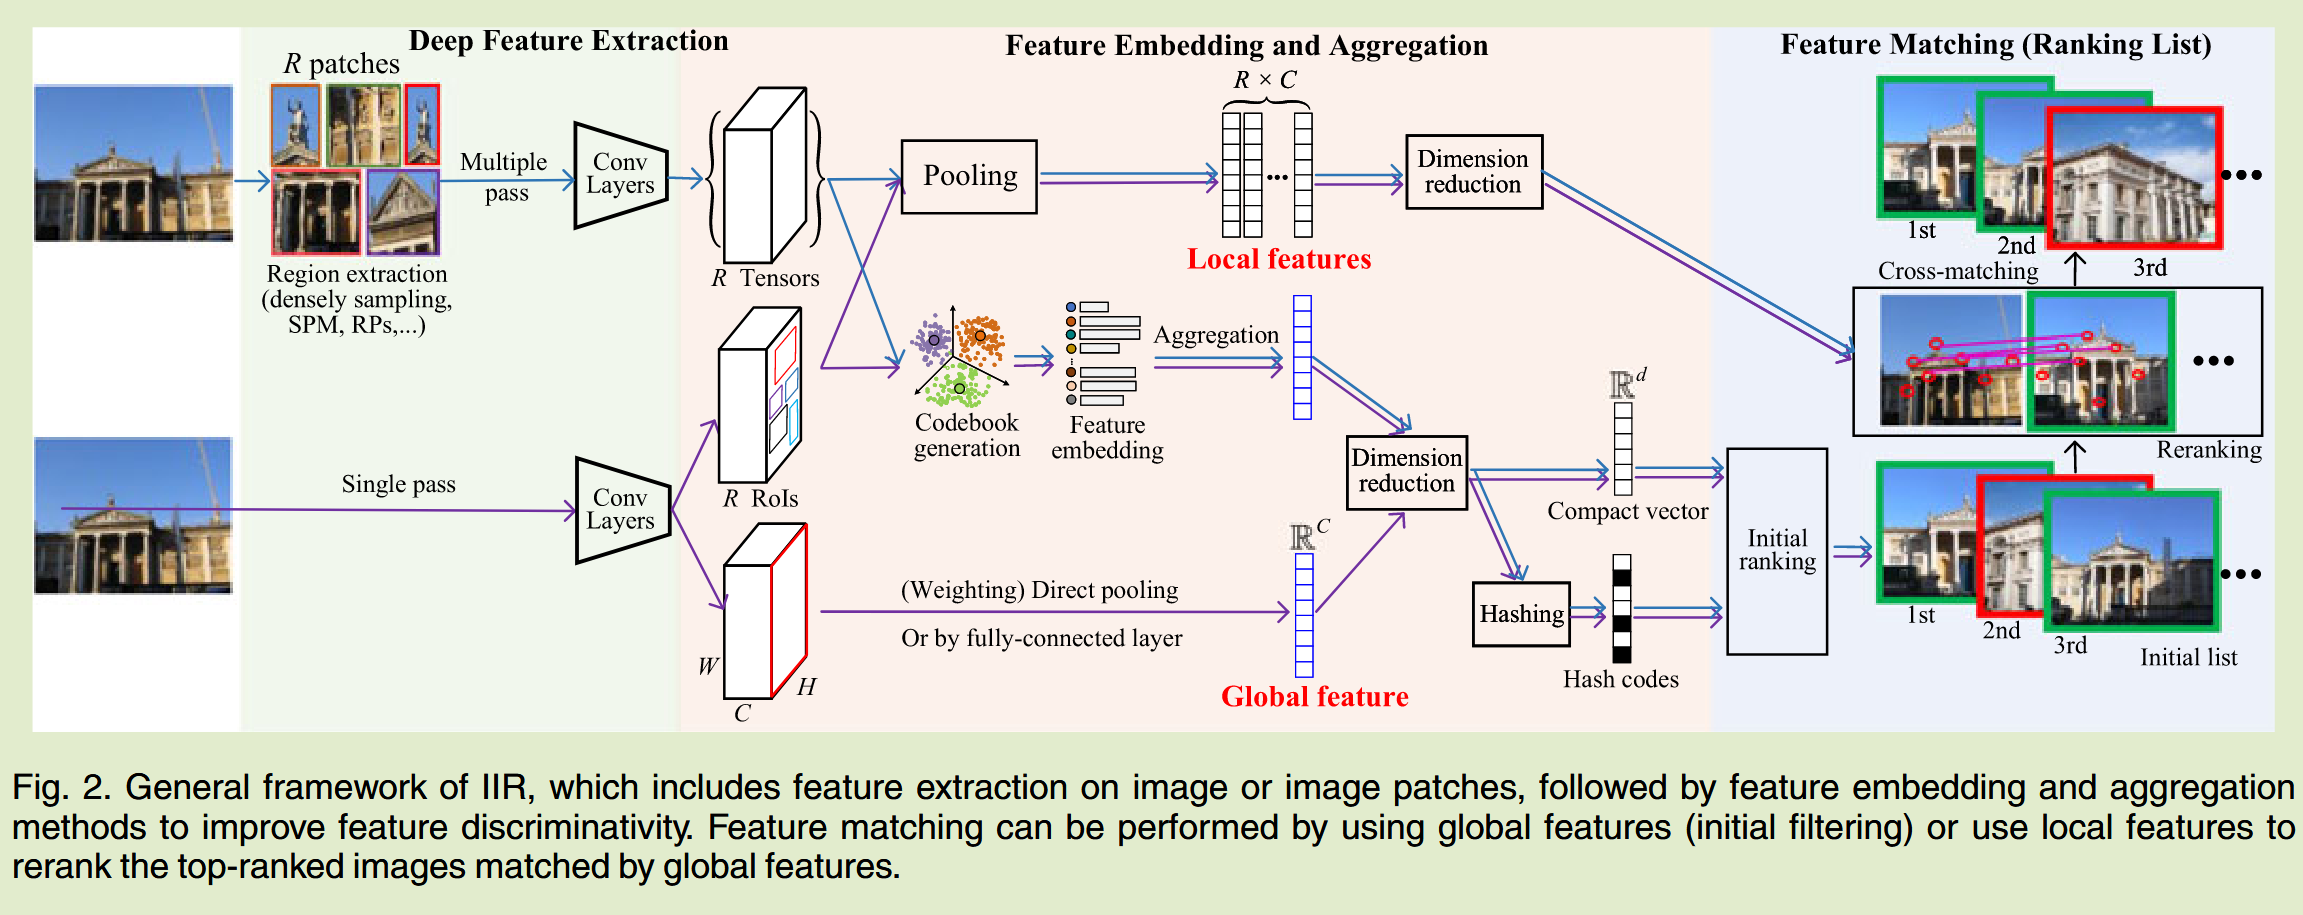 Deep Feature Extraction
Feature Embedding and Aggregation
Feature Matching (Ranking List)
R patches
Multiple
pass
Conv
Layers
Region extraction
(densely sampling,
SPM, RPs,...)
R Tensors
Pooling
R × C
...
Local features
Dimension
reduction
1st
2nd
3rd
...
Cross-matching
...
Reranking
Codebook
generation
Feature
embedding
Aggregation
Single pass
Conv
Layers
R RoIs
W
C
H
(Weighting) Direct pooling
Or by fully-connected layer
ℝ^C
Global feature
Dimension
reduction
ℝ^d
Compact vector
Hashing
Hash codes
Initial
ranking
1st
2nd
3rd
...
Initial list
Fig. 2. General framework of IIR, which includes feature extraction on image or image patches, followed by feature embedding and aggregation
methods to improve feature discriminativity. Feature matching can be performed by using global features (initial filtering) or use local features to
rerank the top-ranked images matched by global features.